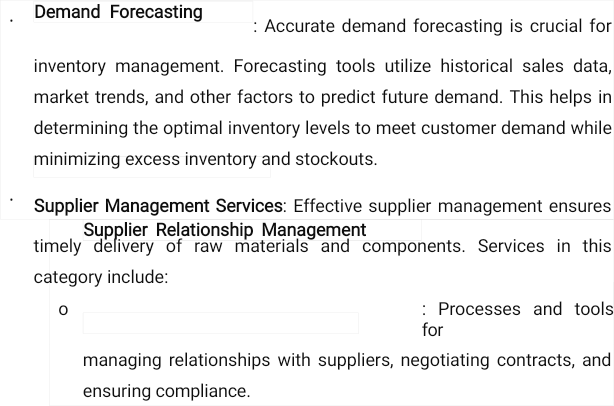 · Demand Forecasting
: Accurate demand forecasting is crucial for
inventory management. Forecasting tools utilize historical sales data,
market trends, and other factors to predict future demand. This helps in
determining the optimal inventory levels to meet customer demand while
minimizing excess inventory and stockouts.
· Supplier Management Services: Effective supplier management ensures
Supplier Relationship Management
timely delivery of raw materials and components. Services in this
category include:
o : Processes and tools
for
managing relationships with suppliers, negotiating contracts, and
ensuring compliance.